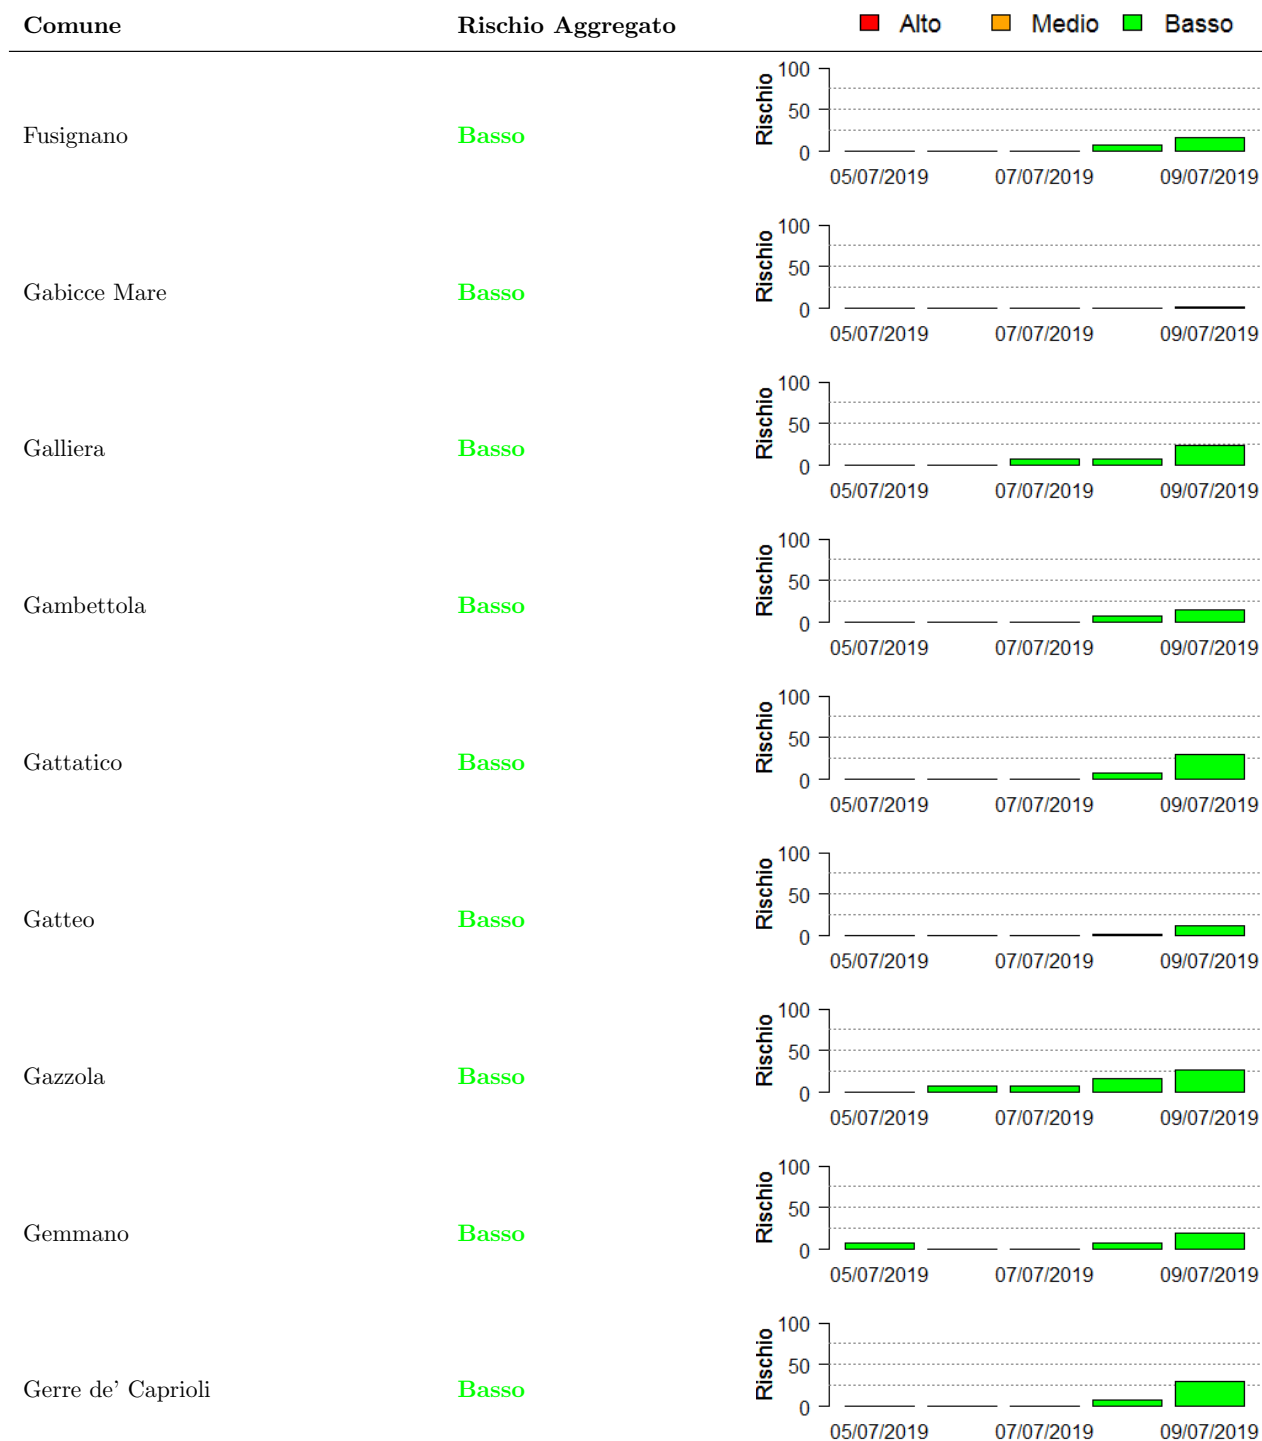 Comune Rischio Aggregato Alto Medio Basso
Fusignano Basso Rischio 100 50 0
05/07/2019 07/07/2019 09/07/2019
Gabicce Mare Basso Rischio 100 50 0
05/07/2019 07/07/2019 09/07/2019
Galliera Basso Rischio 100 50 0
05/07/2019 07/07/2019 09/07/2019
Gambettola Basso Rischio 100 50 0
05/07/2019 07/07/2019 09/07/2019
Gattatico Basso Rischio 100 50 0
05/07/2019 07/07/2019 09/07/2019
Gatteo Basso Rischio 100 50 0
05/07/2019 07/07/2019 09/07/2019
Gazzola Basso Rischio 100 50 0
05/07/2019 07/07/2019 09/07/2019
Gemmano Basso Rischio 100 50 0
05/07/2019 07/07/2019 09/07/2019
Gerre de' Caprioli Basso Rischio 100 50 0
05/07/2019 07/07/2019 09/07/2019